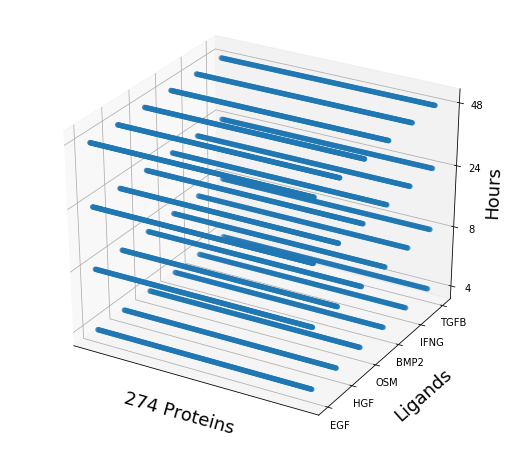 48
24
Hours
8
4
TGFB
IFNG
BMP2
OSM
HGF
EGF
Ligands
274 Proteins